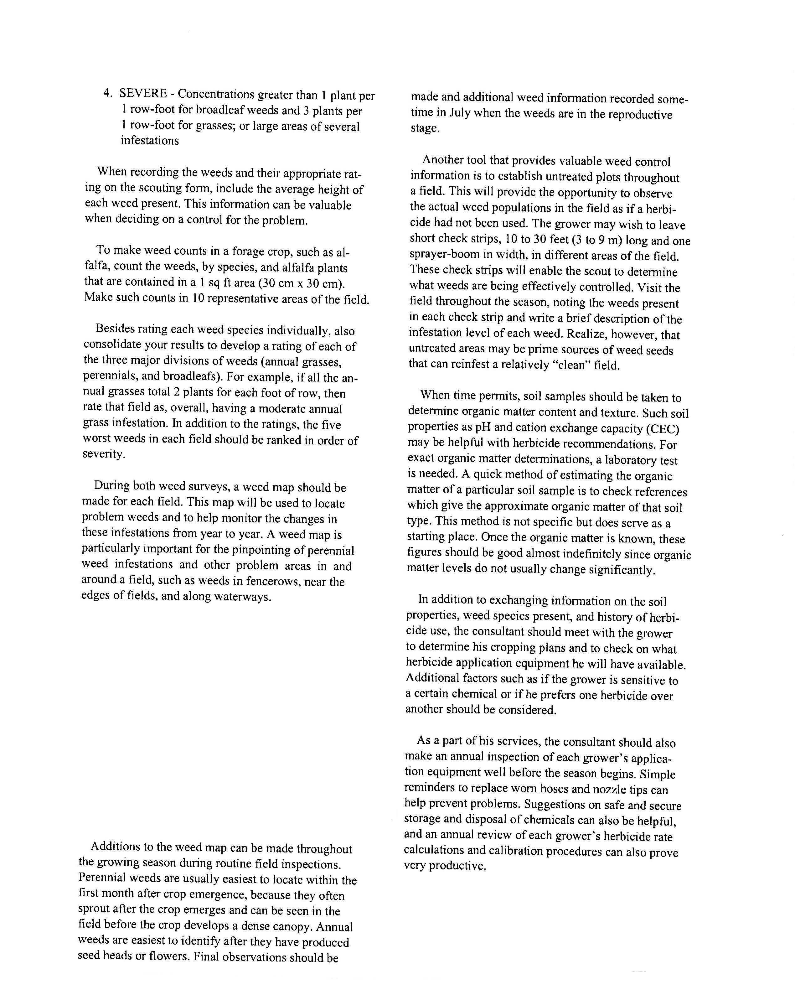 4. SEVERE - Concentrations greater than 1 plant per
1 row-foot for broadleaf weeds and 3 plants per
1 row-foot for grasses; or large areas of several
infestations
When recording the weeds and their appropriate rat-
ing on the scouting form, include the average height of
each weed present. This information can be valuable
when deciding on a control for the problem.
To make weed counts in a forage crop, such as al-
falfa, count the weeds, by species, and alfalfa plants
that are contained in a 1 sq ft area (30 cm x 30 cm).
Make such counts in 10 representative areas of the field.
Besides rating each weed species individually, also
consolidate your results to develop a rating of each of
the three major divisions of weeds (annual grasses,
perennials, and broadleafs). For example, if all the an-
nual grasses total 2 plants for each foot of row, then
rate that field as, overall, having a moderate annual
grass infestation. In addition to the ratings, the five
worst weeds in each field should be ranked in order of
severity.
During both weed surveys, a weed map should be
made for each field. This map will be used to locate
problem weeds and to help monitor the changes in
these infestations from year to year. A weed map is
particularly important for the pinpointing of perennial
weed infestations and other problem areas in and
around a field, such as weeds in fencerows, near the
edges of fields, and along waterways.
Additions to the weed map can be made throughout
the growing season during routine field inspections.
Perennial weeds are usually easiest to locate within the
first month after crop emergence, because they often
sprout after the crop emerges and can be seen in the
field before the crop develops a dense canopy. Annual
weeds are easiest to identify after they have produced
seed heads or flowers. Final observations should be
made and additional weed information recorded some-
time in July when the weeds are in the reproductive
stage.
Another tool that provides valuable weed control
information is to establish untreated plots throughout
a field. This will provide the opportunity to observe
the actual weed populations in the field as if a herbi-
cide had not been used. The grower may wish to leave
short check strips, 10 to 30 feet (3 to 9 m) long and one
sprayer-boom in width, in different areas of the field.
These check strips will enable the scout to determine
what weeds are being effectively controlled. Visit the
field throughout the season, noting the weeds present
in each check strip and write a brief description of the
infestation level of each weed. Realize, however, that
untreated areas may be prime sources of weed seeds
that can reinfest a relatively “clean” field.
When time permits, soil samples should be taken to
determine organic matter content and texture. Such soil
properties as pH and cation exchange capacity (CEC)
may be helpful with herbicide recommendations. For
exact organic matter determinations, a laboratory test
is needed. A quick method of estimating the organic
matter of a particular soil sample is to check references
which give the approximate organic matter of that soil
type. This method is not specific but does serve as a
starting place. Once the organic matter is known, these
figures should be good almost indefinitely since organic
matter levels do not usually change significantly.
In addition to exchanging information on the soil
properties, weed species present, and history of herbi-
cide use, the consultant should meet with the grower
to determine his cropping plans and to check on what
herbicide application equipment he will have available.
Additional factors such as if the grower is sensitive to
a certain chemical or if he prefers one herbicide over
another should be considered.
As a part of his services, the consultant should also
make an annual inspection of each grower’s applica-
tion equipment well before the season begins. Simple
reminders to replace worn hoses and nozzle tips can
help prevent problems. Suggestions on safe and secure
storage and disposal of chemicals can also be helpful,
and an annual review of each grower’s herbicide rate
calculations and calibration procedures can also prove
very productive.